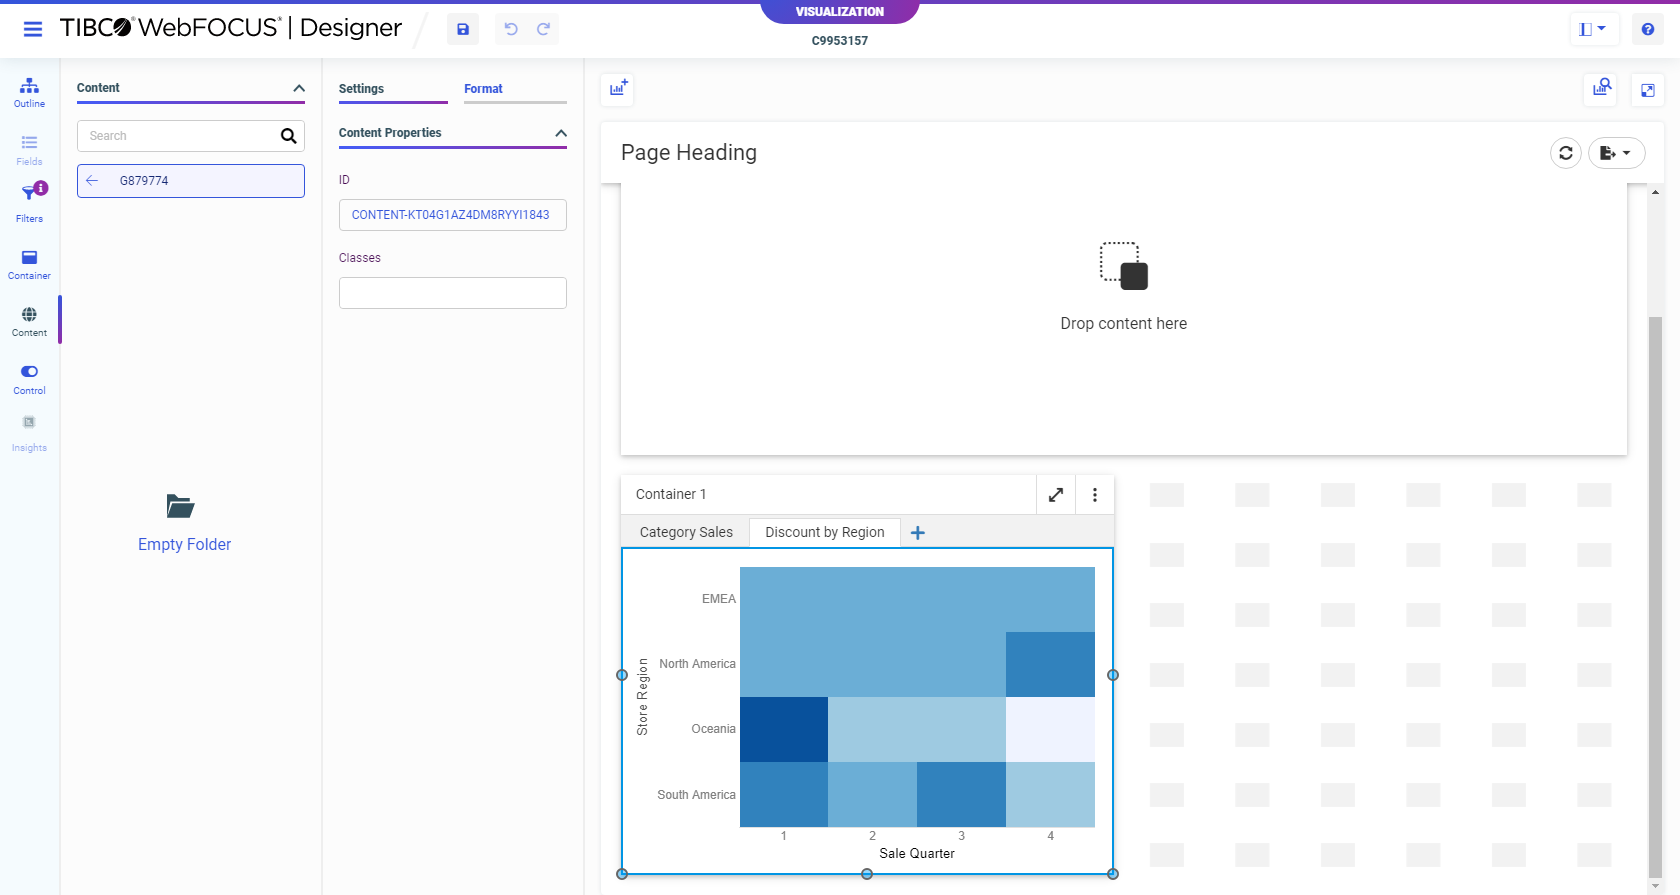 VISUALIZATION
TIBCO® WebFOCUS® | Designer
C9953157
Outline
Fields
Filters
Container
Content
Control
Insights
Content
Search
G879774
Empty Folder
Settings
Format
Content Properties
ID
CONTENT-KT04G1AZ4DM8RYYI1843
Classes
Page Heading
Drop content here
Container 1
Category Sales
Discount by Region
Store Region
EMEA
North America
Oceania
South America
1 2 3 4
Sale Quarter